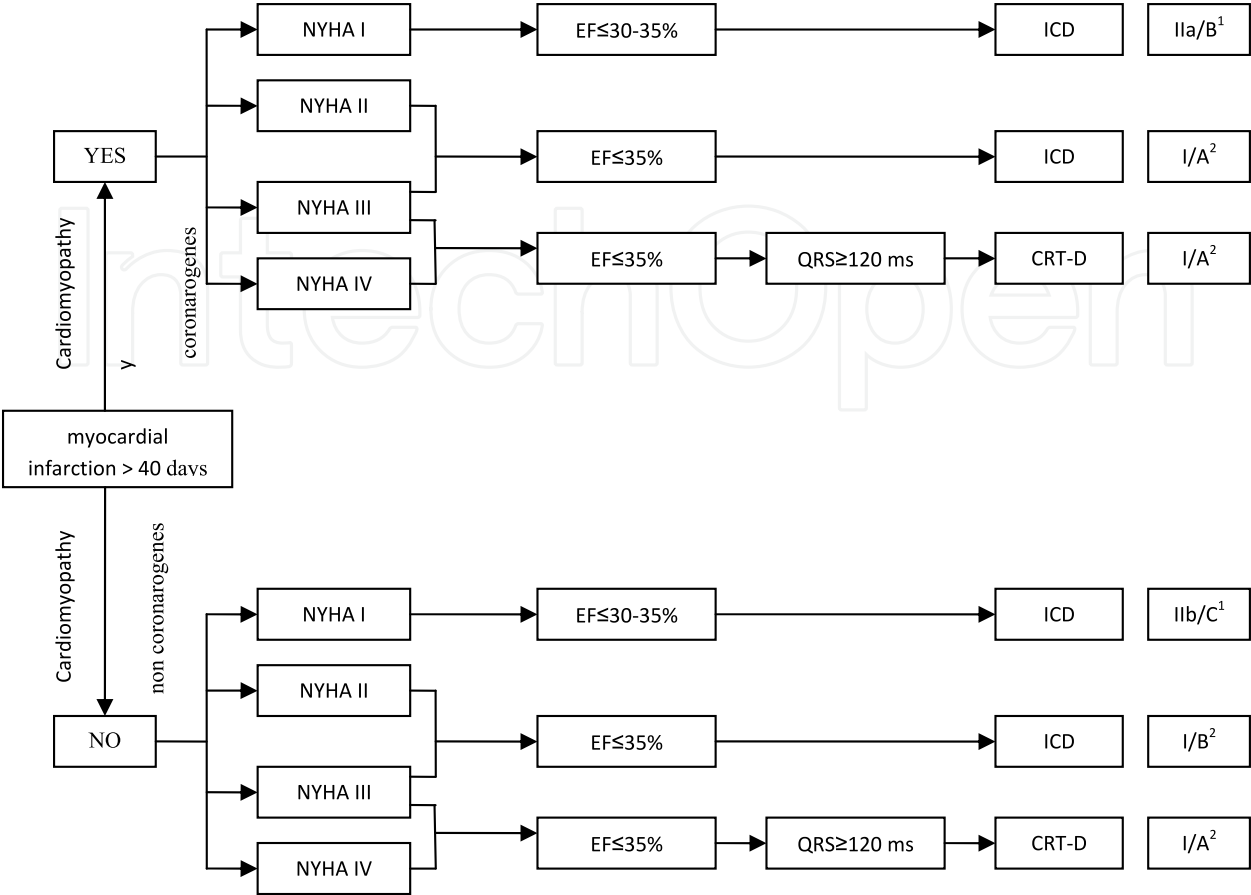 NYHA I
EF≤30-35%
ICD
IIa/B1
NYHA II
YES
EF≤35%
ICD
I/A2
NYHA III
EF≤35%
QRS≥120 ms
CRT-D
I/A2
NYHA IV
Cardiomyopathy
y
coronarogenes
IntechOpen
myocardial
infarction > 40 davs
Cardiomyopathy
non coronarogenes
NYHA I
EF≤30-35%
ICD
IIb/C1
NYHA II
NO
EF≤35%
ICD
I/B2
NYHA III
EF≤35%
QRS≥120 ms
CRT-D
I/A2
NYHA IV